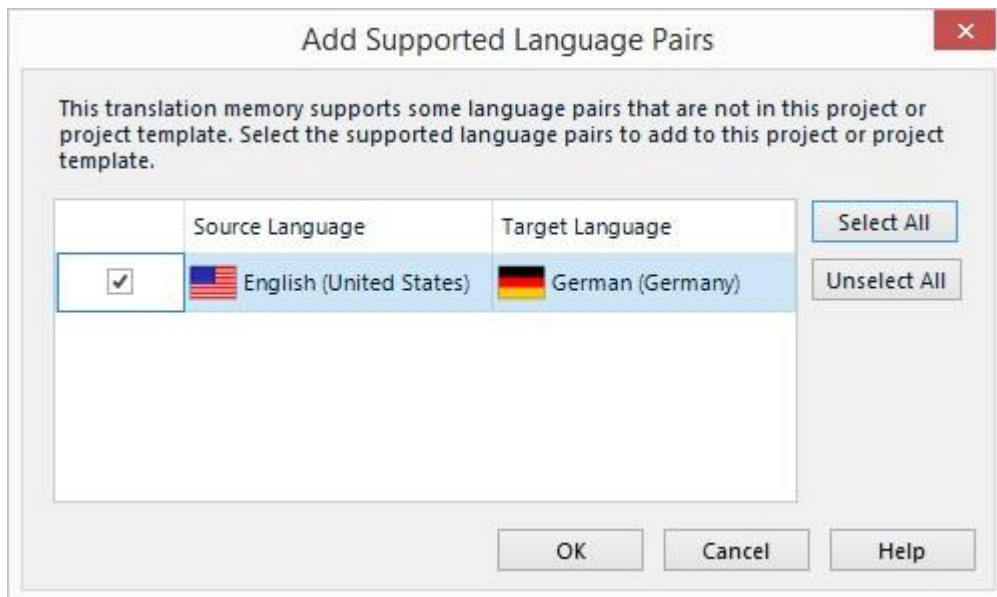 Add Supported Language Pairs
This translation memory supports some language pairs that are not in this project or
project template. Select the supported language pairs to add to this project or project
template.
Source Language
Target Language
Select All
English (United States)
German (Germany)
Unselect All
OK
Cancel
Help